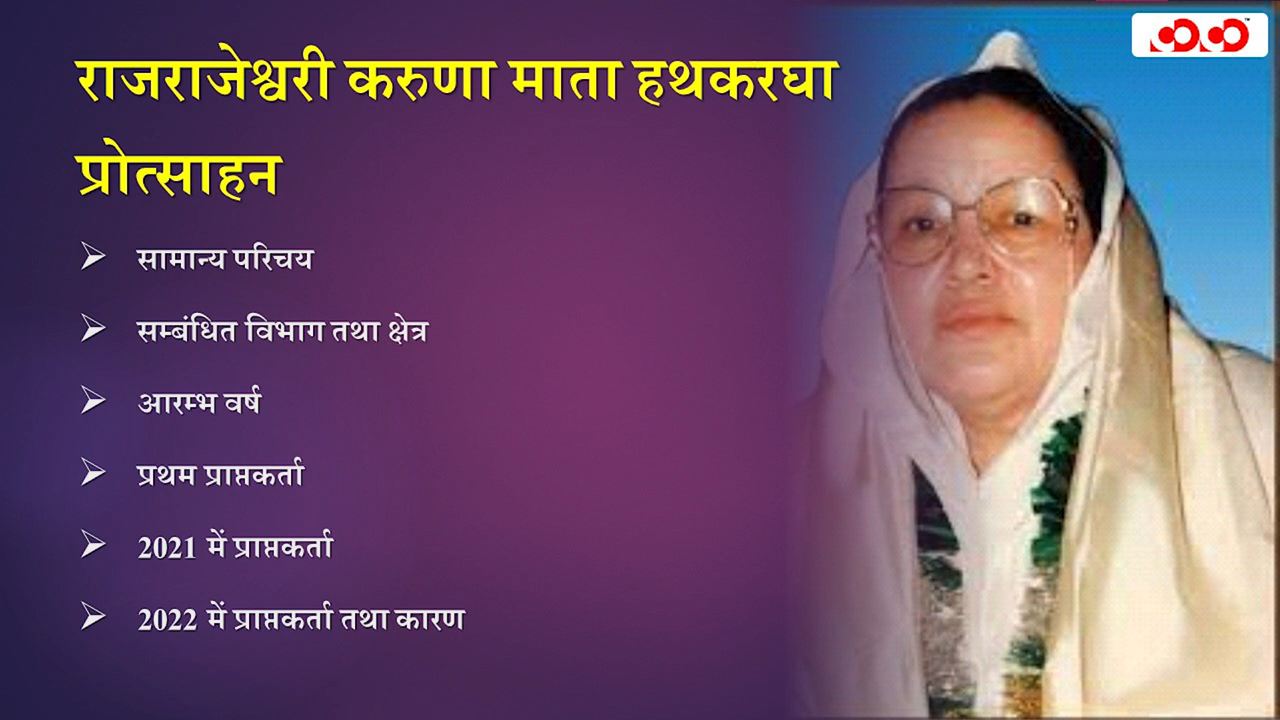 राजराजेश्वरी करुणा माता हथकरघा
प्रोत्साहन
सामान्य परिचय
सम्बंधित विभाग तथा क्षेत्र
आरम्भ वर्ष
प्रथम प्राप्तकर्ता
2021 में प्राप्तकर्ता
2022 में प्राप्तकर्ता तथा कारण